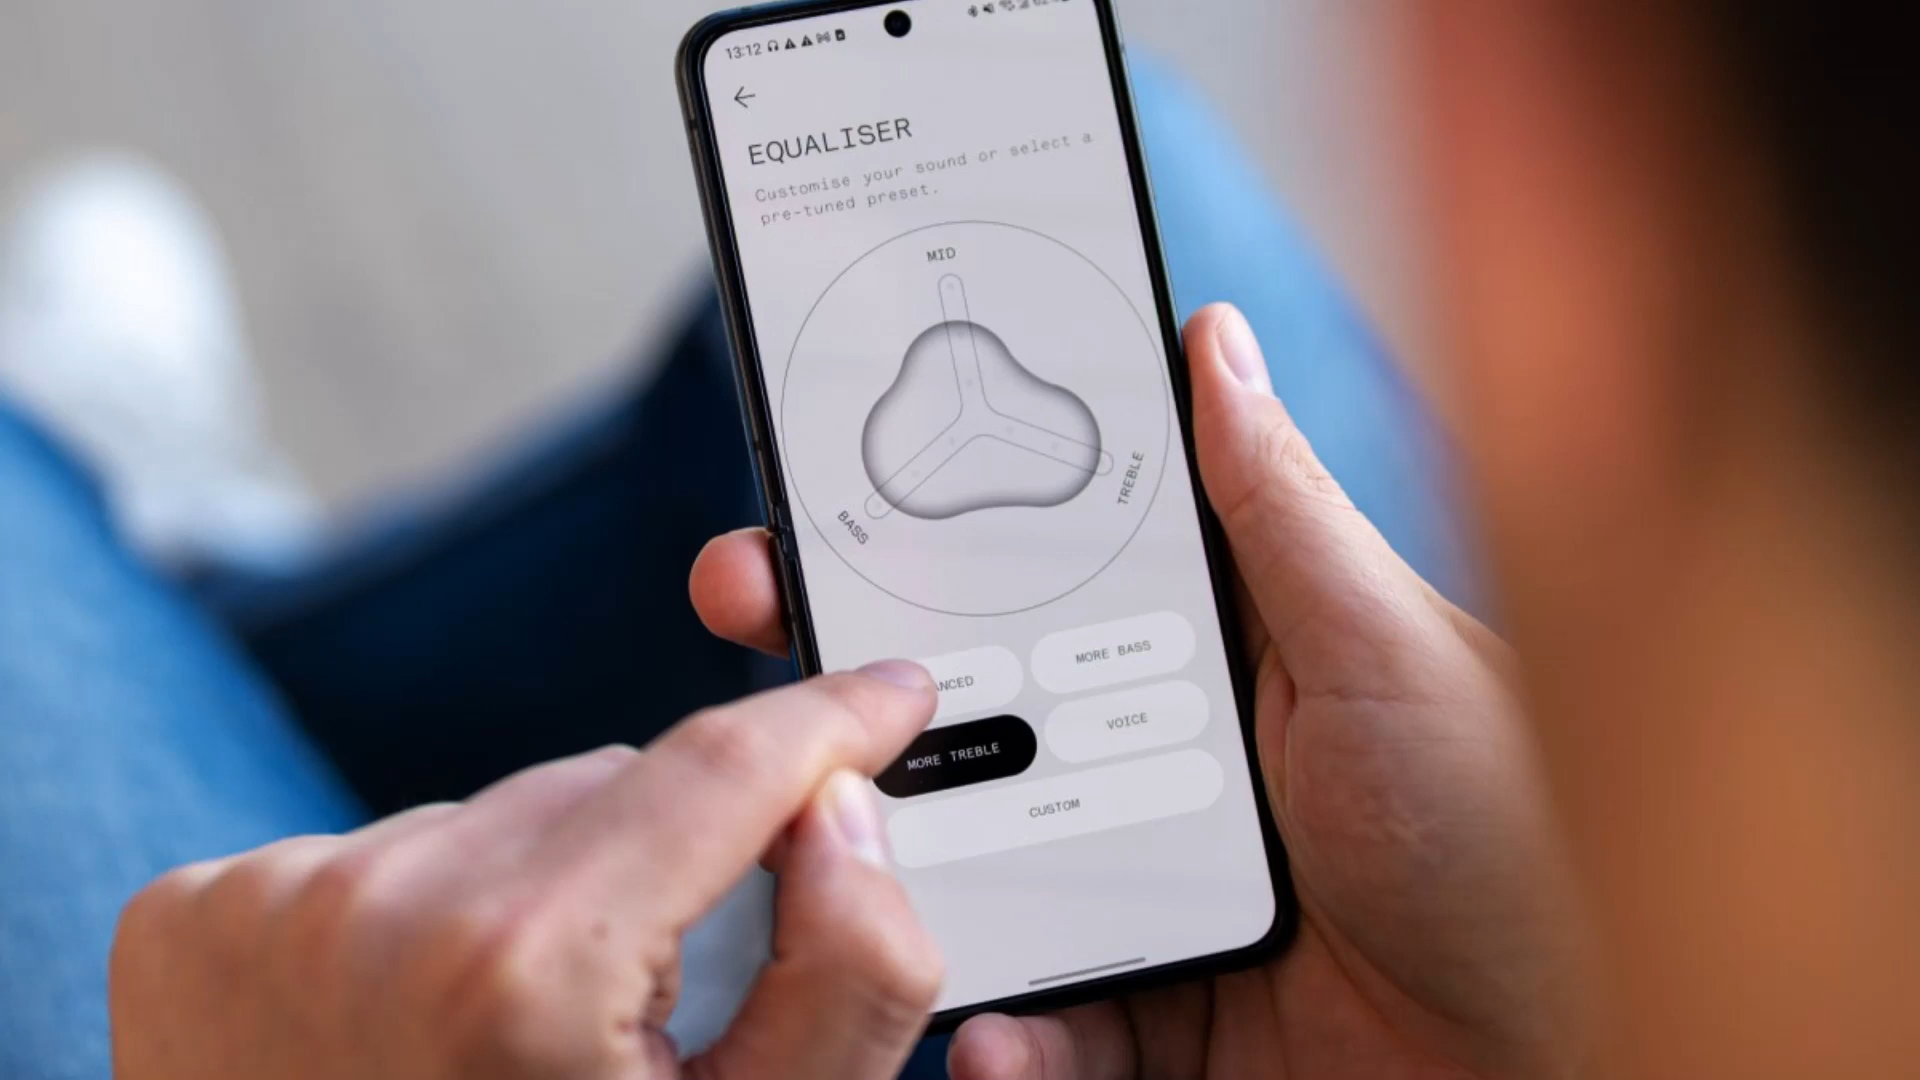 13:12
EQUALISER
Customise your sound or select a
pre-tuned preset.
MID
TREBLE
BASS
MORE BASS
MORE TREBLE
VOICE
CUSTOM